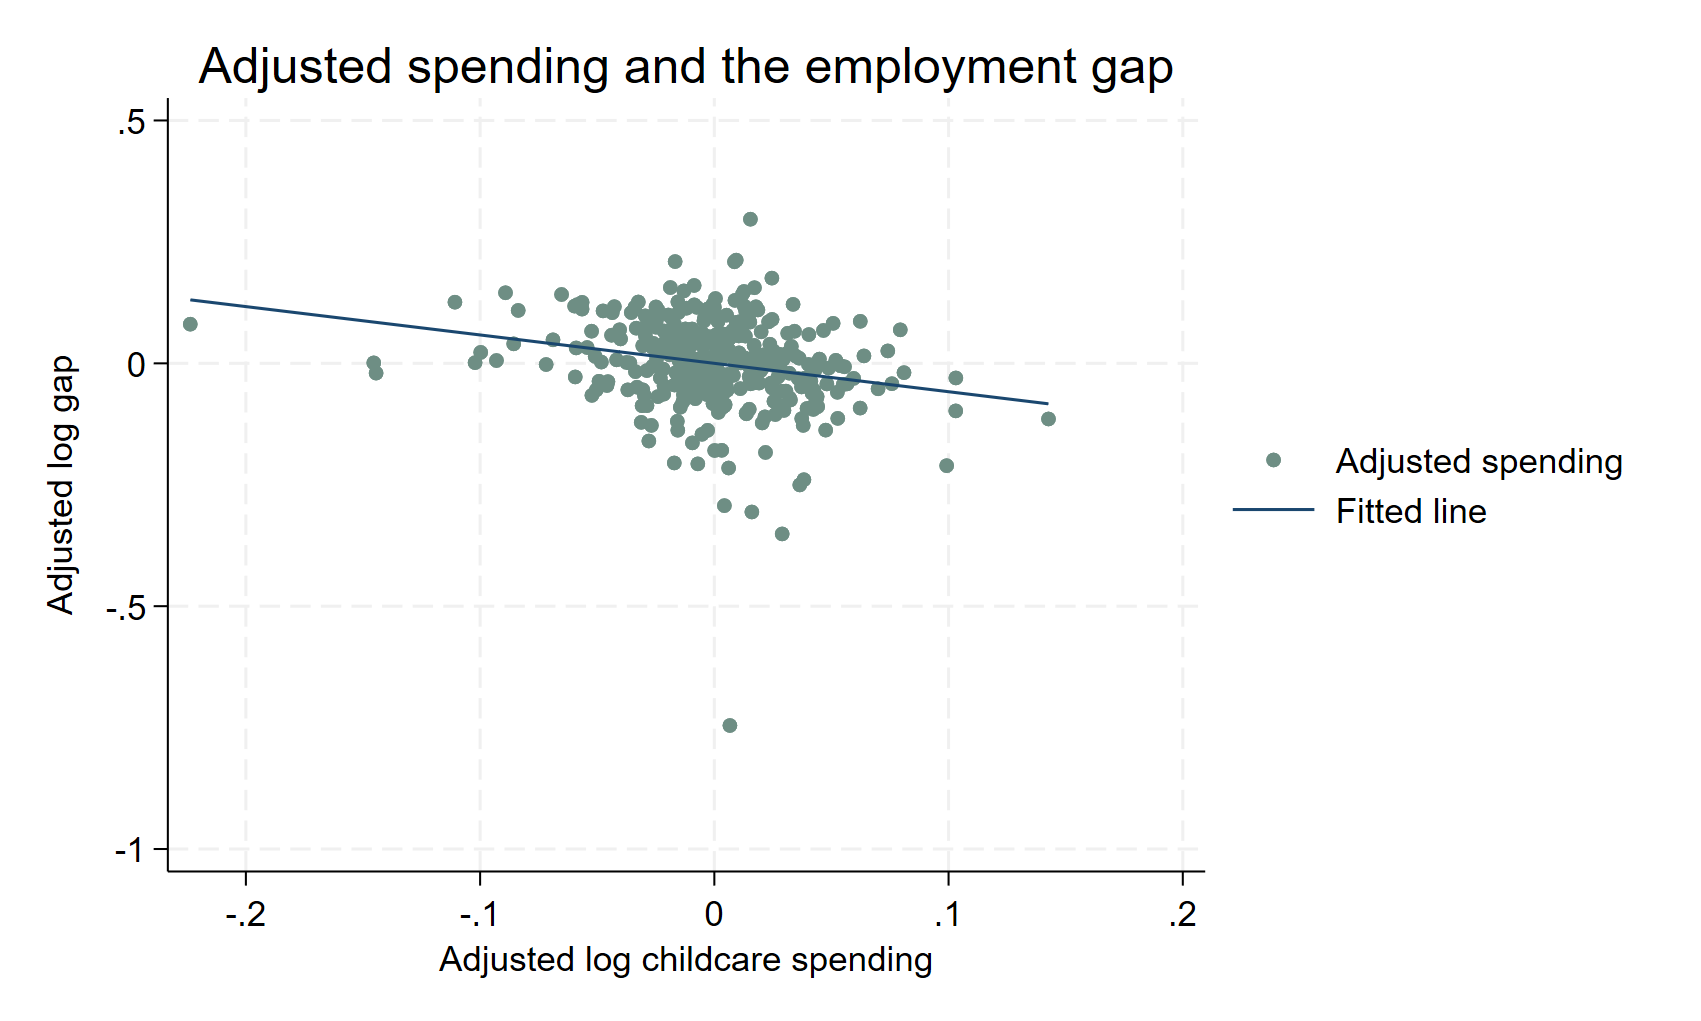 Adjusted spending and the employment gap
.5
0
-.5
-1
Adjusted log gap
-.2
-.1
0
.1
.2
Adjusted log childcare spending
Adjusted spending
Fitted line